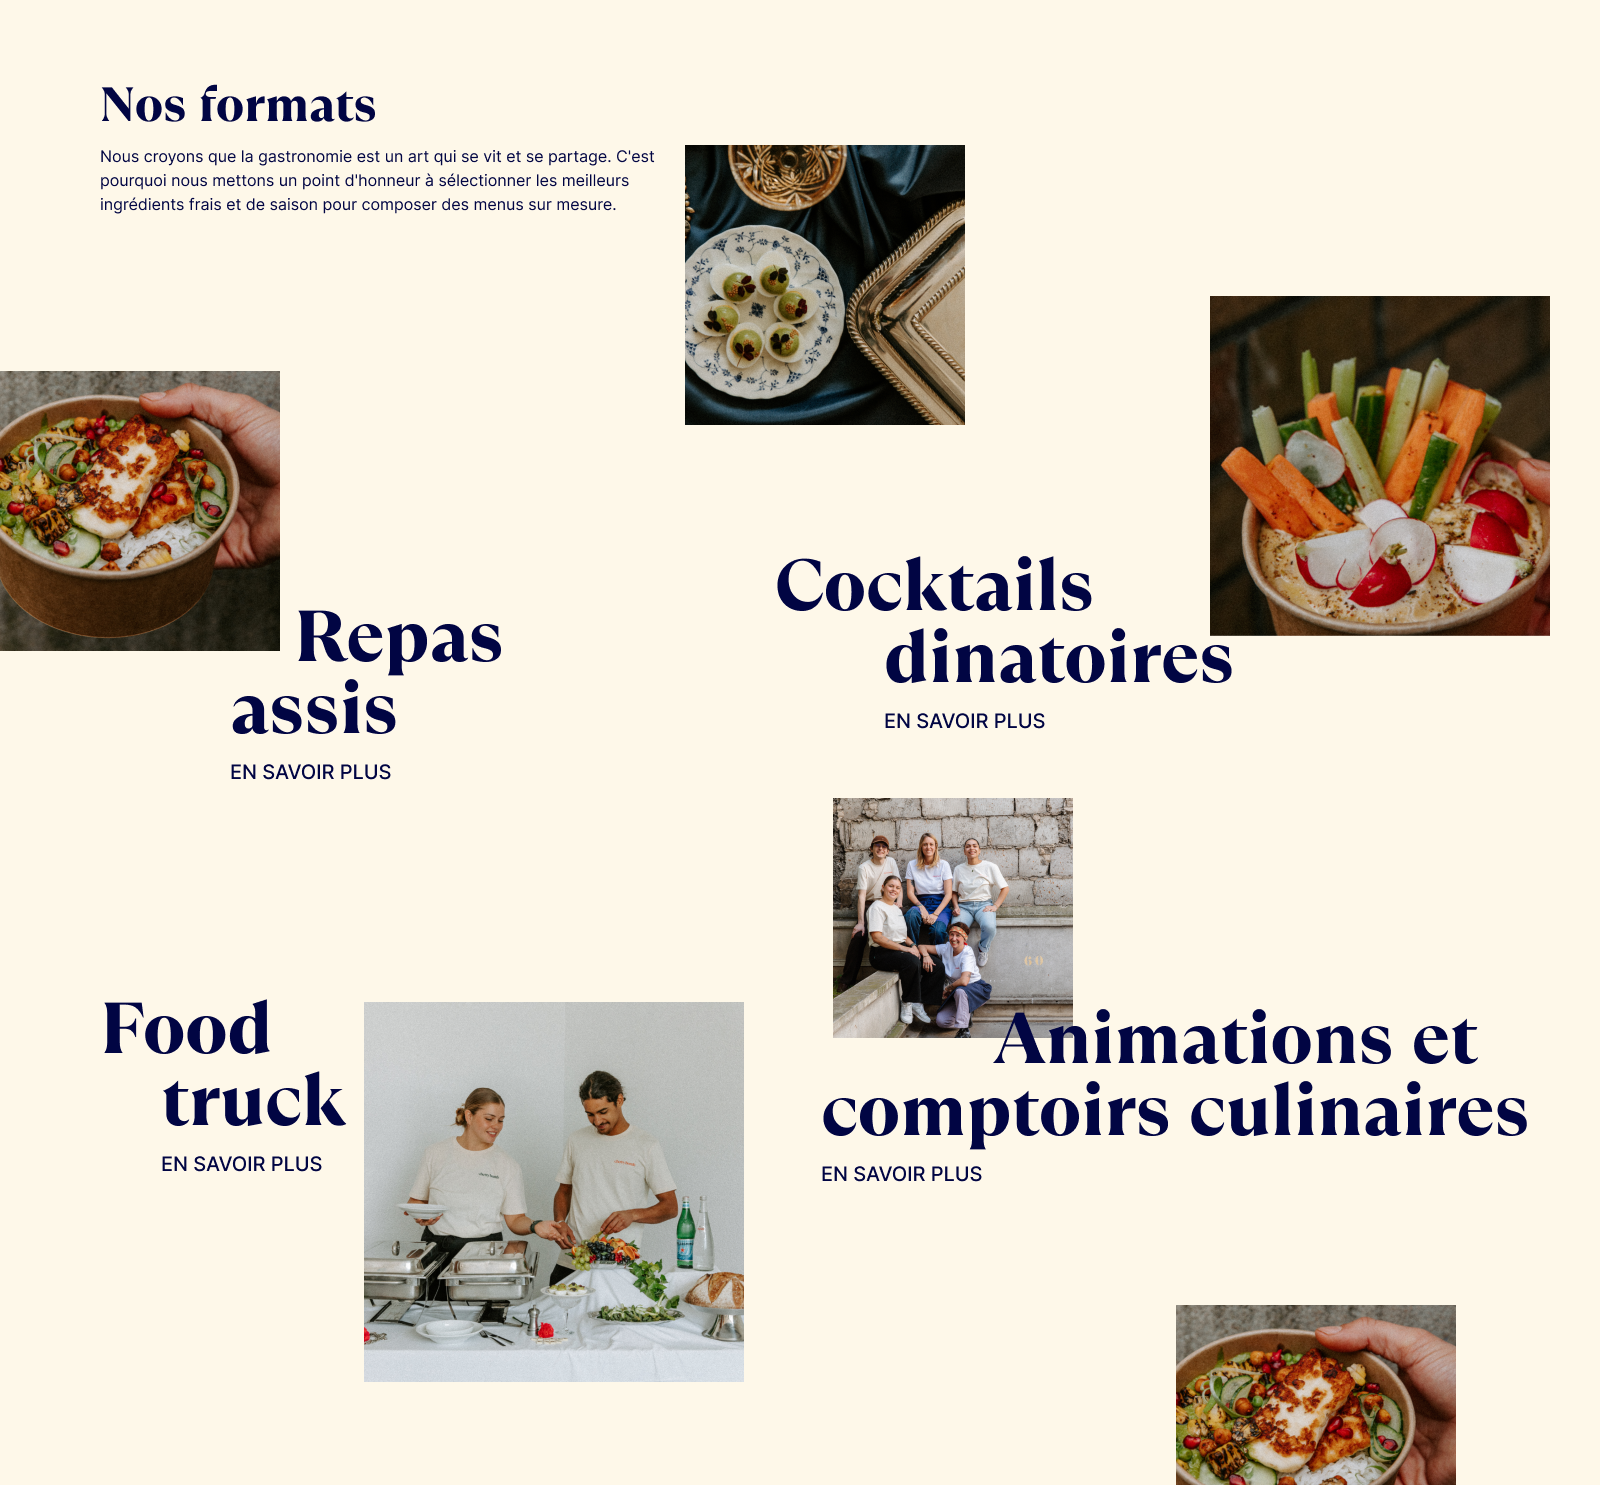 Nos formats
Nous croyons que la gastronomie est un art qui se vit et se partage. C'est
pourquoi nous mettons un point d'honneur à sélectionner les meilleurs
ingrédients frais et de saison pour composer des menus sur mesure.
Repas
assis
EN SAVOIR PLUS
Cocktails
dinatoires
EN SAVOIR PLUS
Food
truck
EN SAVOIR PLUS
60
Animations et
comptoirs culinaires
EN SAVOIR PLUS